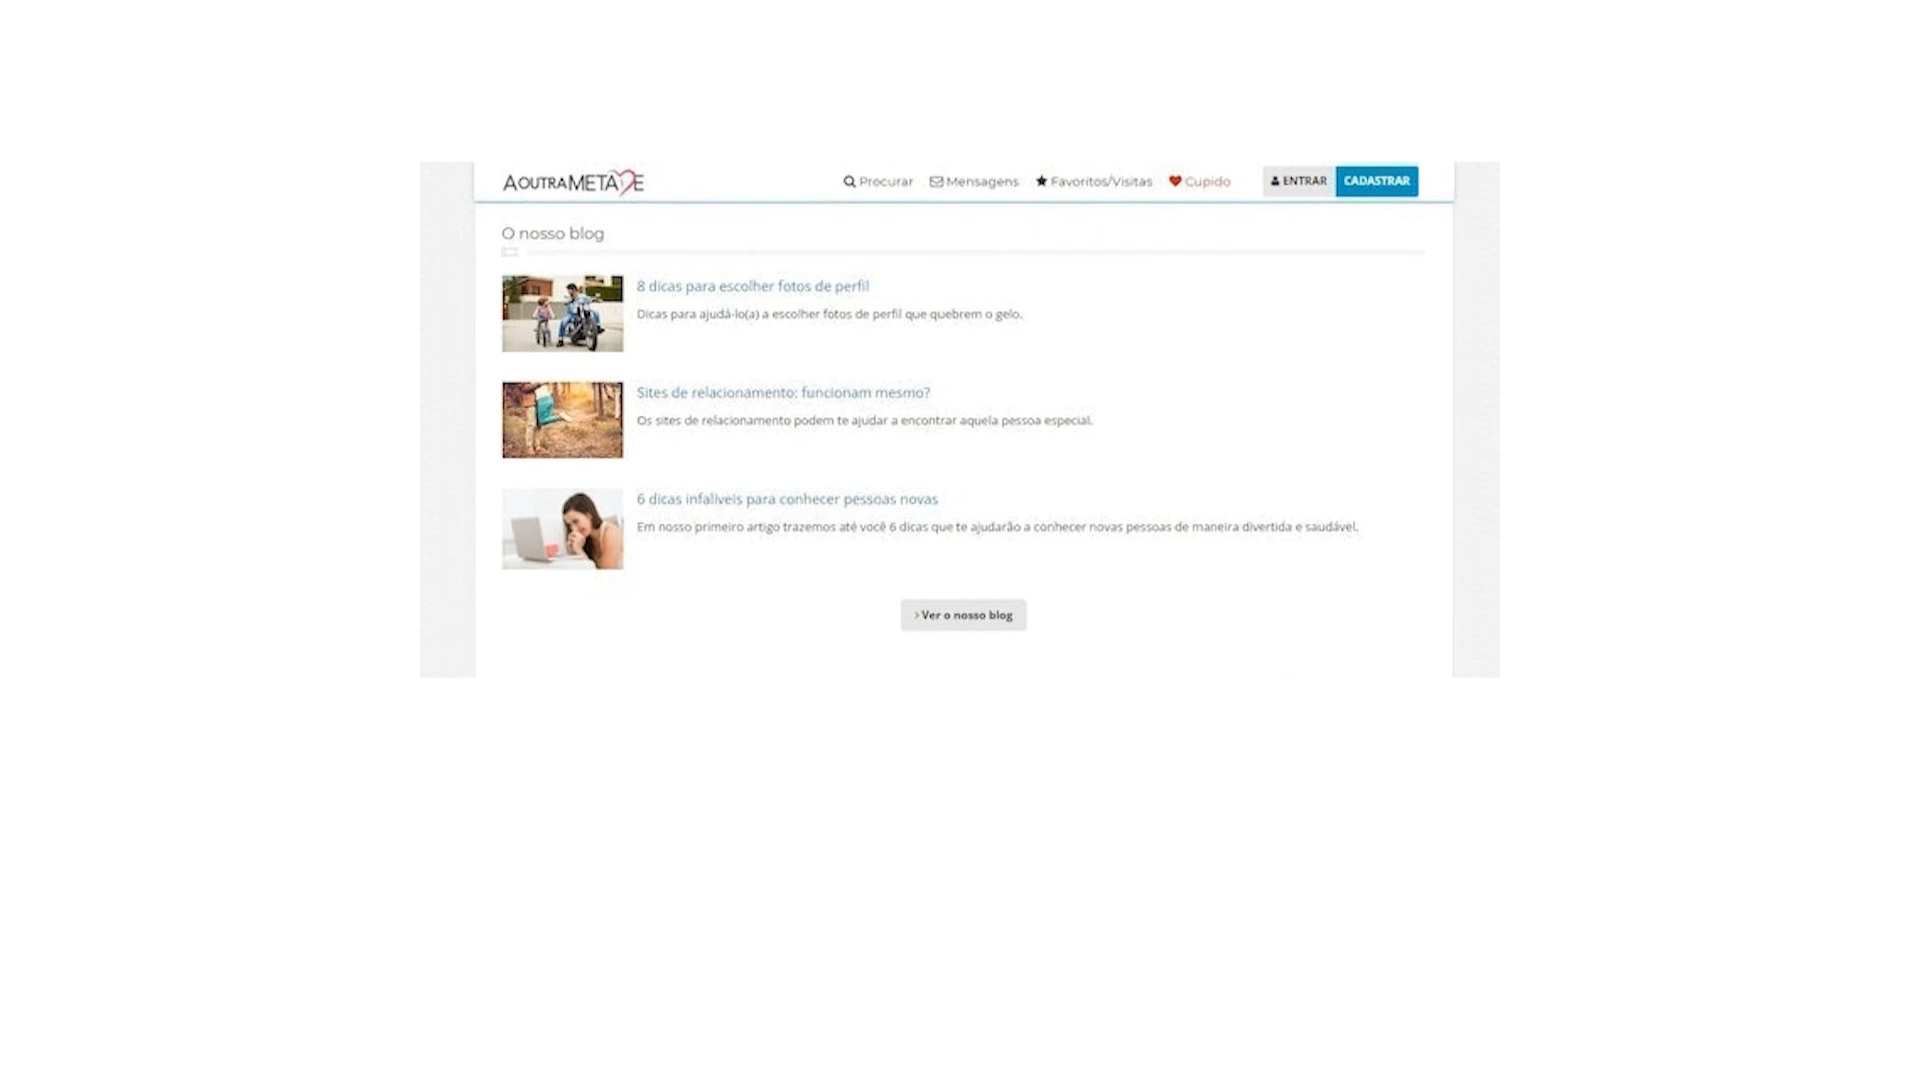 AOUTRAMETADE
Procurar Mensagens Favoritos/Visitas Cupido ENTRAR CADASTRAR
O nosso blog
8 dicas para escolher fotos de perfil
Dicas para ajudá-lo(a) a escolher fotos de perfil que quebrem o gelo.
Sites de relacionamento: funcionam mesmo?
Os sites de relacionamento podem te ajudar a encontrar aquela pessoa especial.
6 dicas infalíveis para conhecer pessoas novas
Em nosso primeiro artigo trazemos até você 6 dicas que te ajudarão a conhecer novas pessoas de maneira divertida e saudável.
› Ver o nosso blog